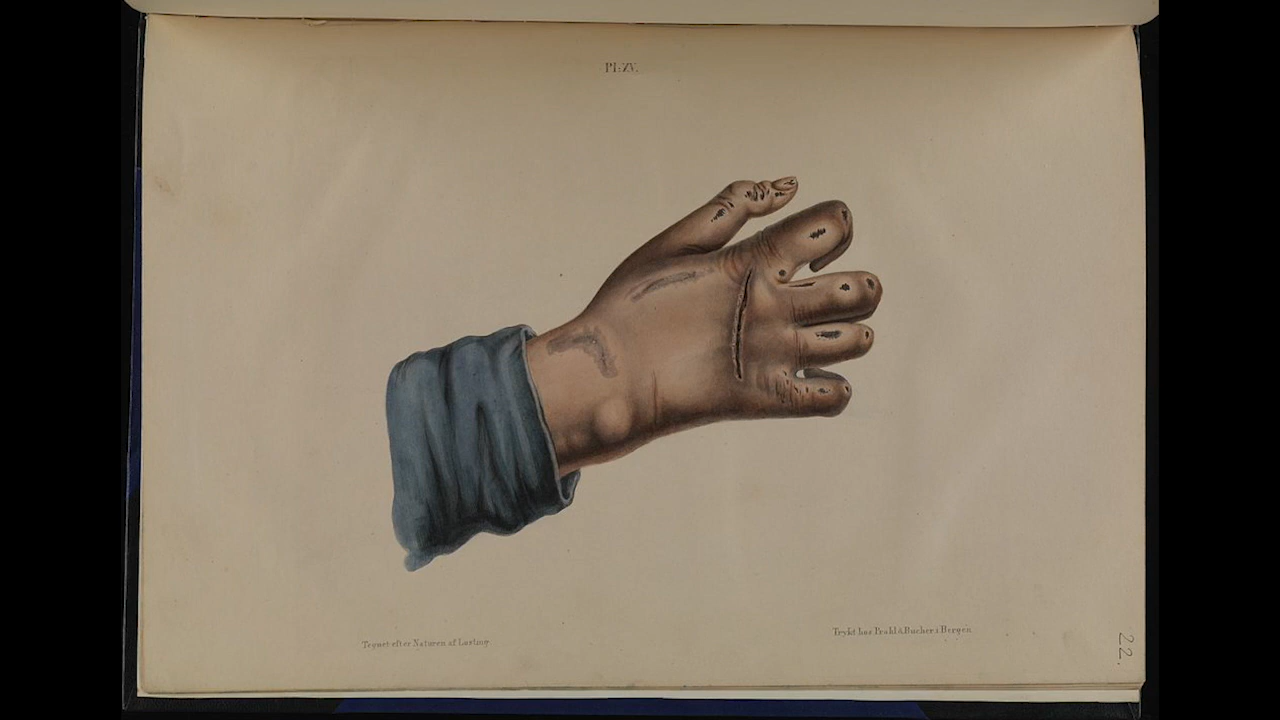 Pl: XV.
Tegnet efter Naturen af Losting.
Trykt hos Prahl & Bucher i Bergen.
22.